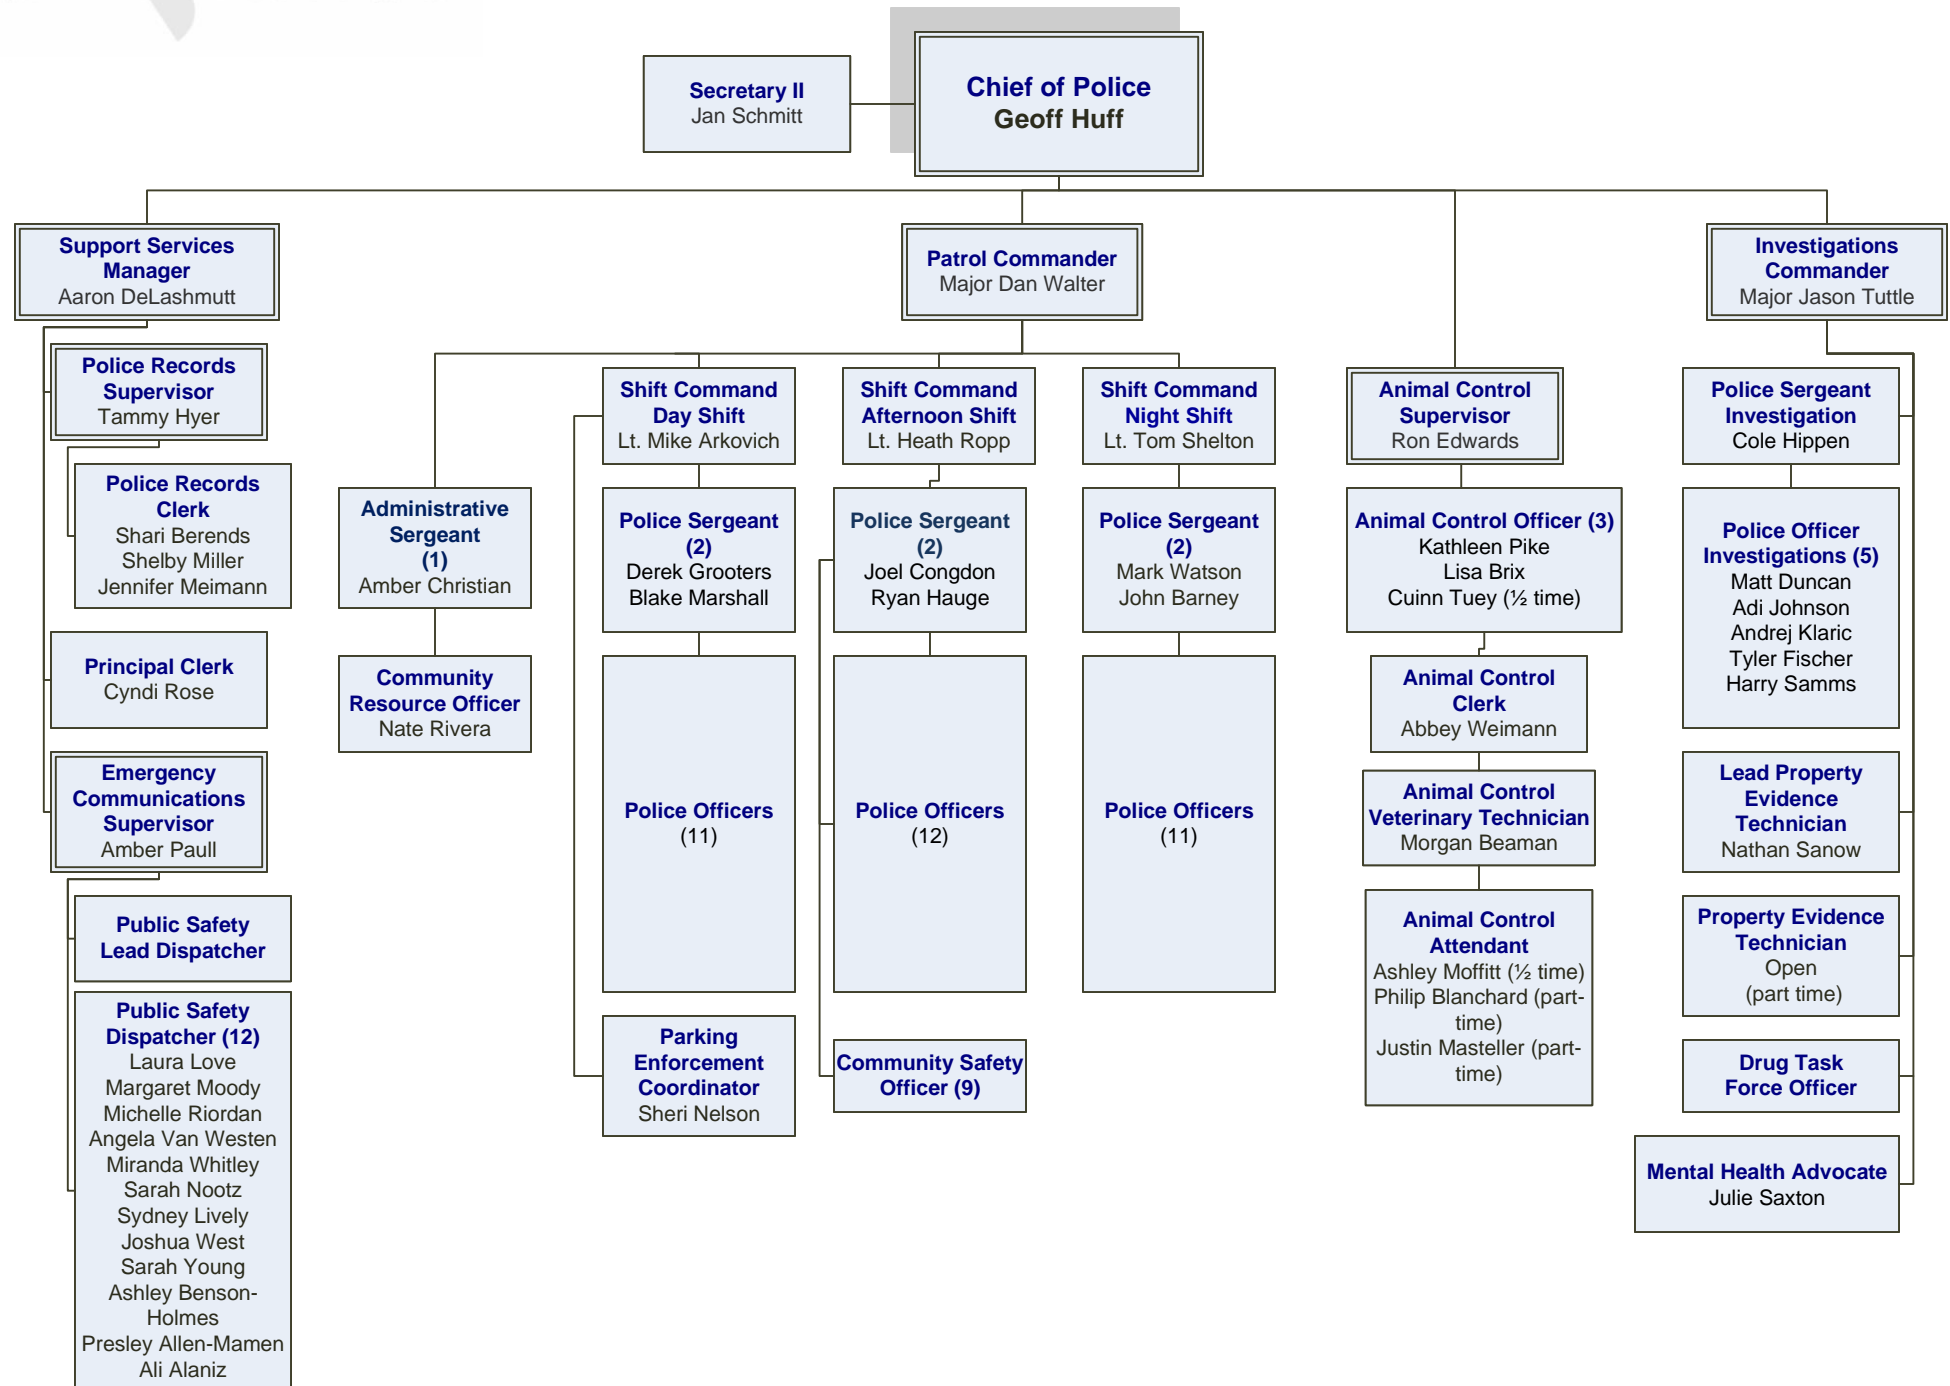 Secretary II
Jan Schmitt
Chief of Police
Geoff Huff
Support Services
Manager
Aaron DeLashmutt
Patrol Commander
Major Dan Walter
Investigations
Commander
Major Jason Tuttle
Police Records
Supervisor
Tammy Hyer
Police Records
Clerk
Shari Berends
Shelby Miller
Jennifer Meimann
Principal Clerk
Cyndi Rose
Emergency
Communications
Supervisor
Amber Paull
Public Safety
Lead Dispatcher
Public Safety
Dispatcher (12)
Laura Love
Margaret Moody
Michelle Riordan
Angela Van Westen
Miranda Whitley
Sarah Nootz
Sydney Lively
Joshua West
Sarah Young
Ashley Benson-
Holmes
Presley Allen-Mamen
Ali Alaniz
Administrative
Sergeant
(1)
Amber Christian
Community
Resource Officer
Nate Rivera
Shift Command
Day Shift
Lt. Mike Arkovich
Police Sergeant
(2)
Derek Grooters
Blake Marshall
Police Officers
(11)
Parking
Enforcement
Coordinator
Sheri Nelson
Shift Command
Afternoon Shift
Lt. Heath Ropp
Police Sergeant
(2)
Joel Congdon
Ryan Hauge
Police Officers
(12)
Community Safety
Officer (9)
Shift Command
Night Shift
Lt. Tom Shelton
Police Sergeant
(2)
Mark Watson
John Barney
Police Officers
(11)
Animal Control
Supervisor
Ron Edwards
Animal Control Officer (3)
Kathleen Pike
Lisa Brix
Cuinn Tuey (½ time)
Animal Control
Clerk
Abbey Weimann
Animal Control
Veterinary Technician
Morgan Beaman
Animal Control
Attendant
Ashley Moffitt (½ time)
Philip Blanchard (part-
time)
Justin Masteller (part-
time)
Police Sergeant
Investigation
Cole Hippen
Police Officer
Investigations (5)
Matt Duncan
Adi Johnson
Andrej Klaric
Tyler Fischer
Harry Samms
Lead Property
Evidence
Technician
Nathan Sanow
Property Evidence
Technician
Open
(part time)
Drug Task
Force Officer
Mental Health Advocate
Julie Saxton